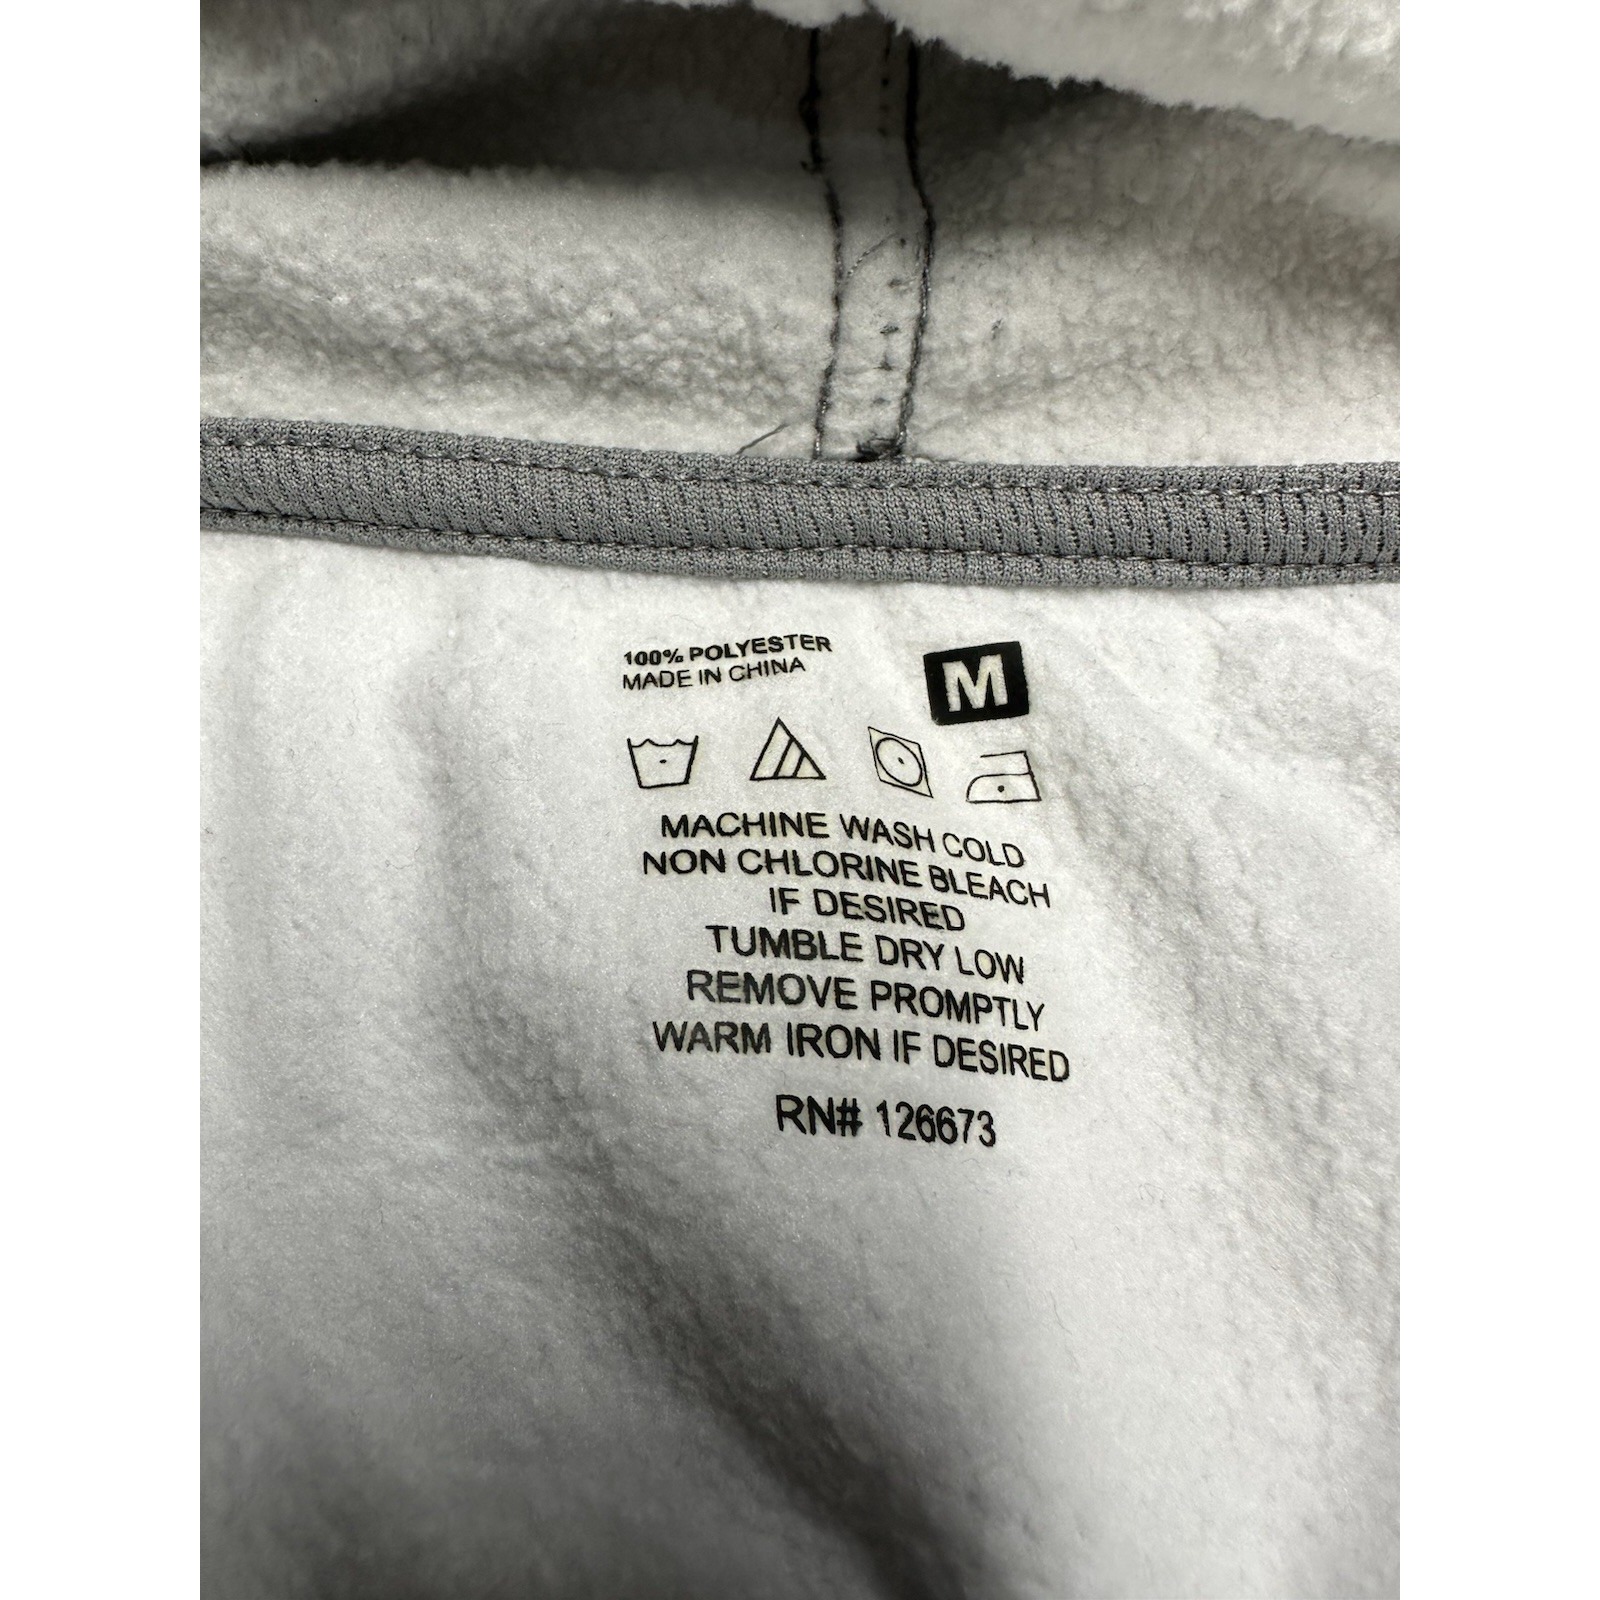 100% POLYESTER
MADE IN CHINA
M
MACHINE WASH COLD
NON CHLORINE BLEACH
IF DESIRED
TUMBLE DRY LOW
REMOVE PROMPTLY
WARM IRON IF DESIRED
RN# 126673